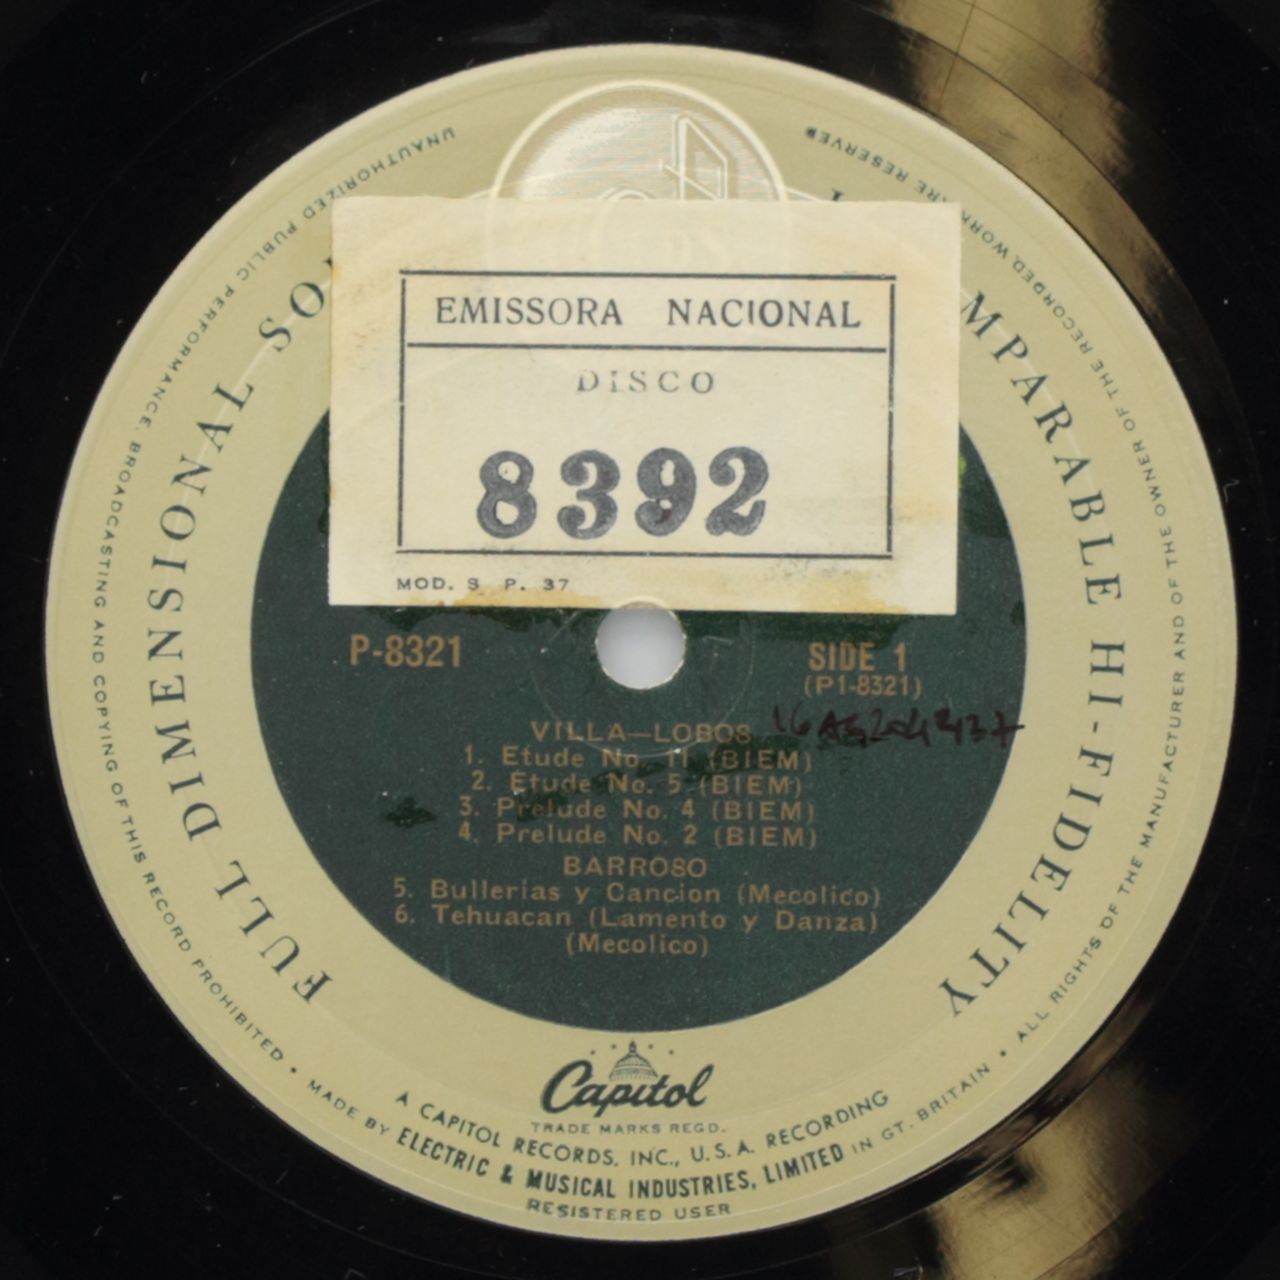 EMISSORA NACIONAL
DISCO
8392
MOD. S P. 37
P-8321
SIDE 1
(P1-8321)
VILLA—LOBOS
1. Etude No. 11 (BIEM)
2. Etude No. 5 (BIEM)
3. Prelude No. 4 (BIEM)
4. Prelude No. 2 (BIEM)
BARROSO
5. Bullerias y Cancion (Mecolico)
6. Tehuacan (Lamento y Danza)
(Mecolico)
FULL DIMENSIONAL
HI-FIDELITY
Capitol
TRADE MARKS REGD.
A CAPITOL RECORDS, INC., U.S.A. RECORDING
MADE BY ELECTRIC & MUSICAL INDUSTRIES, LIMITED IN GT. BRITAIN • ALL RIGHTS OF THE MANUFACTURER AND OF THE OWNER OF THE RECORDED WORK ARE RESERVED
REGISTERED USER
UNAUTHORIZED PUBLIC PERFORMANCE, BROADCASTING AND COPYING OF THIS RECORD PROHIBITED •